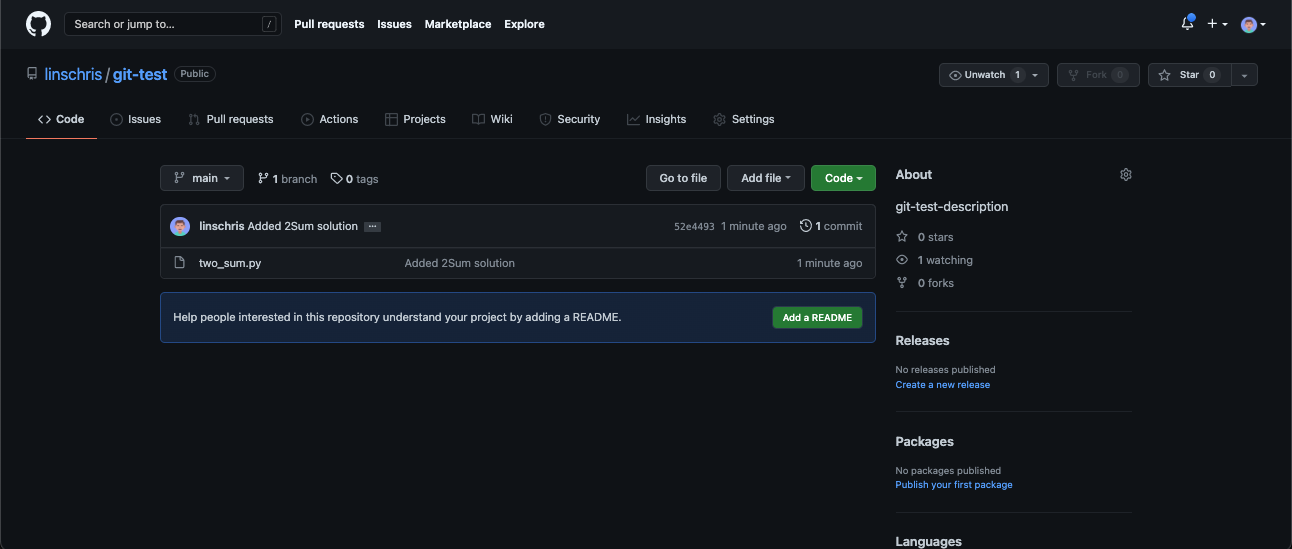 Search or jump to... /
Pull requests Issues Marketplace Explore
linschris / git-test Public
Unwatch 1 Fork 0 Star 0
<> Code Issues Pull requests Actions Projects Wiki Security Insights Settings
main 1 branch 0 tags Go to file Add file Code
linschris Added 2Sum solution ... 52e4493 1 minute ago 1 commit
two_sum.py Added 2Sum solution 1 minute ago
Help people interested in this repository understand your project by adding a README. Add a README
About
git-test-description
0 stars
1 watching
0 forks
Releases
No releases published
Create a new release
Packages
No packages published
Publish your first package
Languages